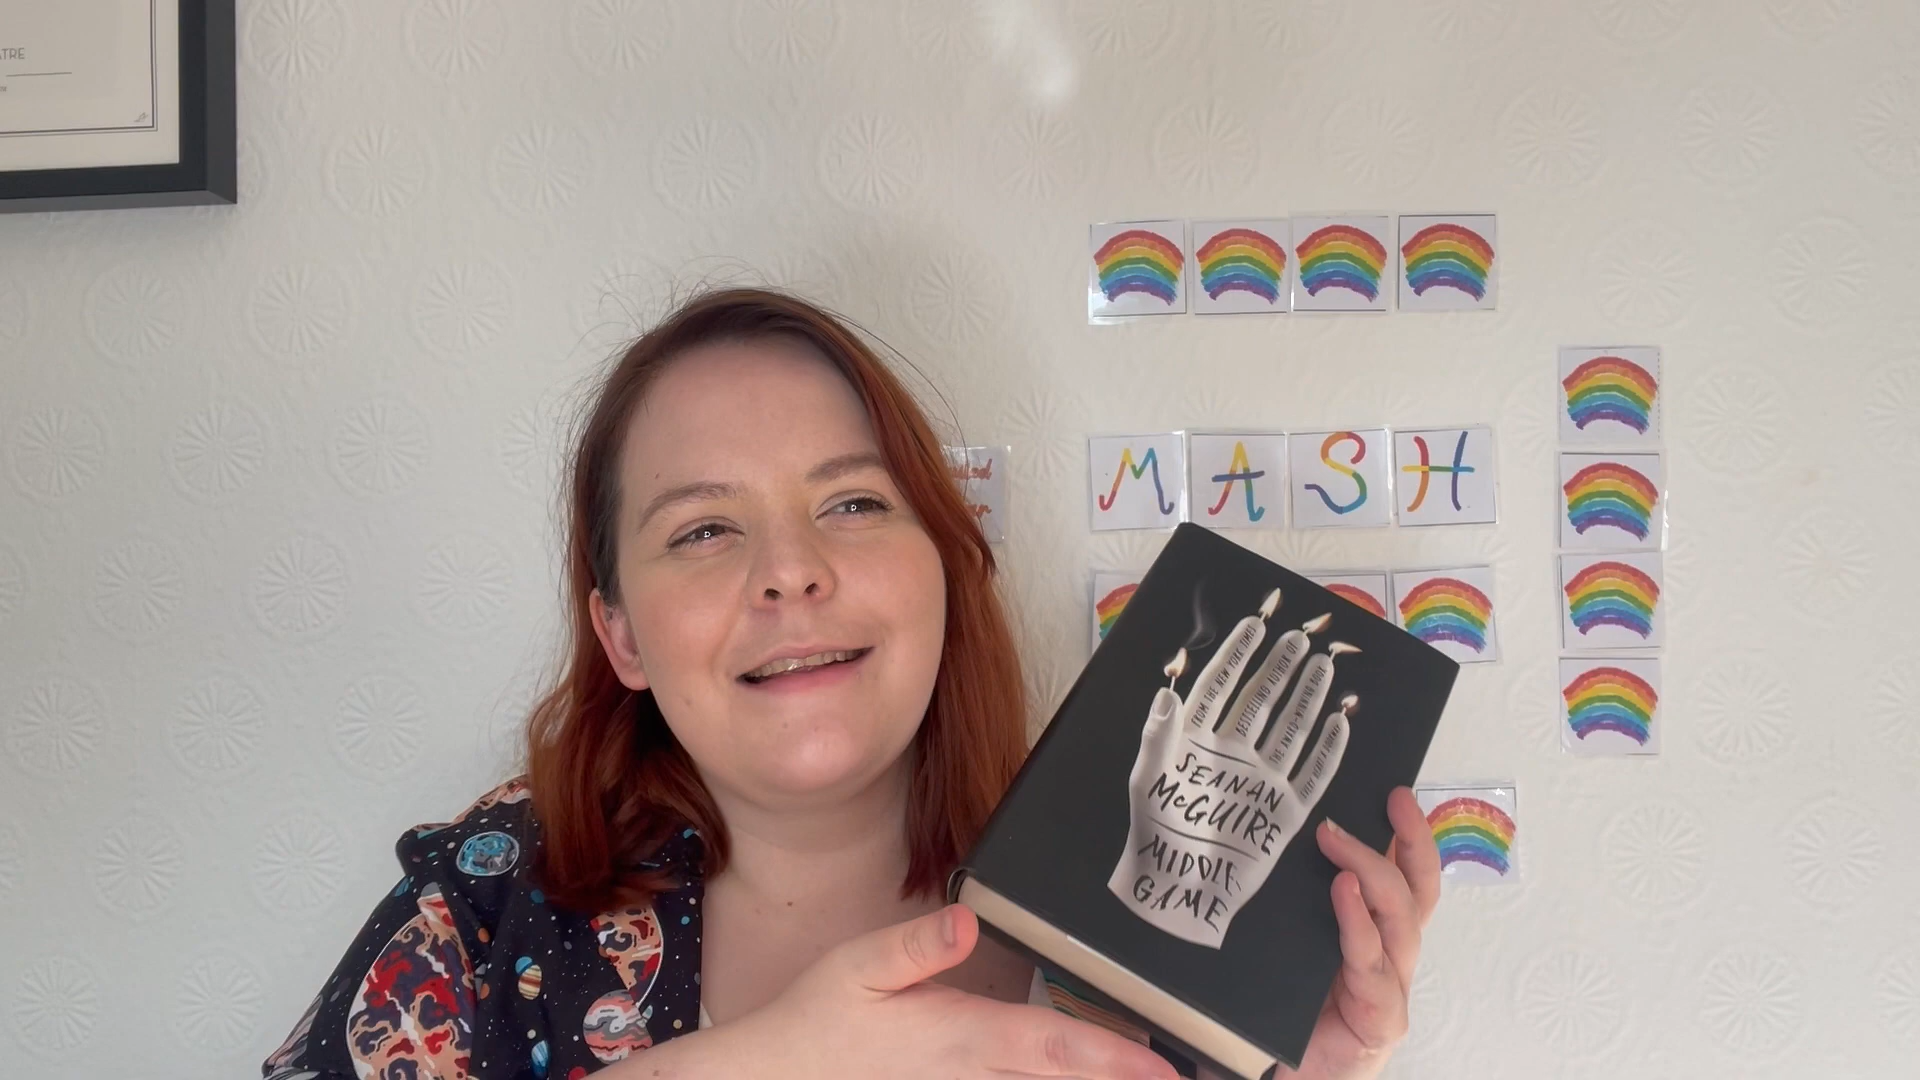 MASH
FROM THE NEW YORK TIMES
BESTSELLING AUTHOR OF
THE AWARD-WINNING BOOK
EVERY HEART A DOORWAY
SEANAN
McGUIRE
MIDDLE-
GAME